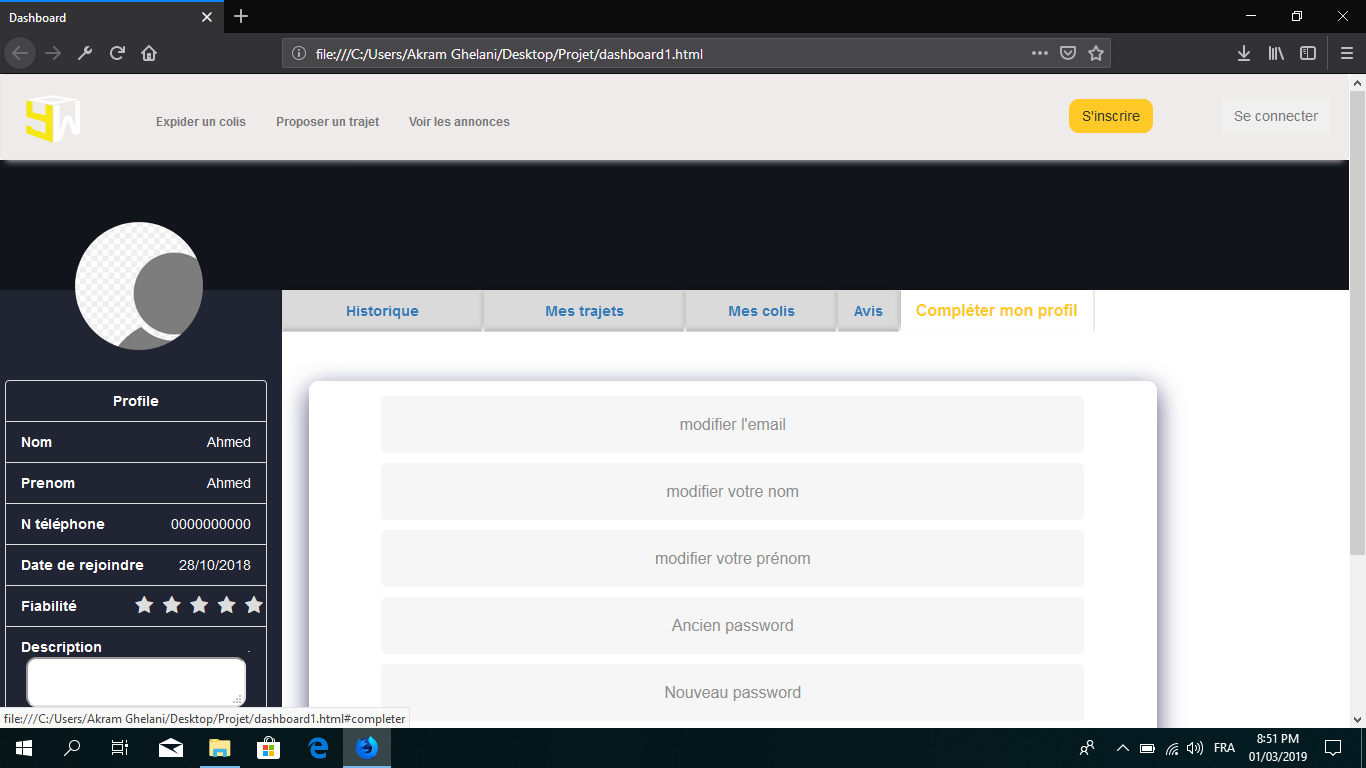 Dashboard
file:///C:/Users/Akram Ghelani/Desktop/Projet/dashboard1.html
Expider un colis Proposer un trajet Voir les annonces S'inscrire Se connecter
Historique Mes trajets Mes colis Avis Compléter mon profil
Profile
Nom Ahmed
Prenom Ahmed
N téléphone 0000000000
Date de rejoindre 28/10/2018
Fiabilité
Description .
modifier l'email
modifier votre nom
modifier votre prénom
Ancien password
Nouveau password
file:///C:/Users/Akram Ghelani/Desktop/Projet/dashboard1.html#completer
FRA
8:51 PM
01/03/2019